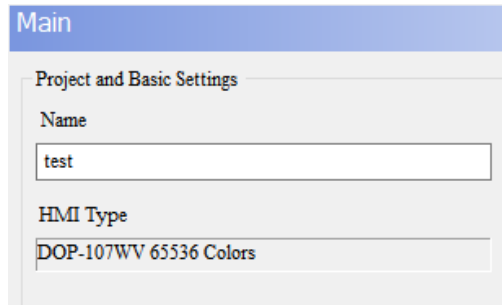 Main
Project and Basic Settings
Name
test
HMI Type
DOP-107WV 65536 Colors